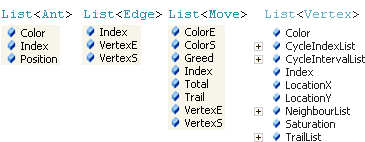 List<Ant>
Color
Index
Position
List<Edge>
Index
VertexE
VertexS
List<Move>
ColorE
ColorS
Greed
Index
Total
Trail
VertexE
VertexS
List<Vertex>
Color
CycleIndexList
CycleIntervalList
Index
LocationX
LocationY
NeighbourList
Saturation
TrailList